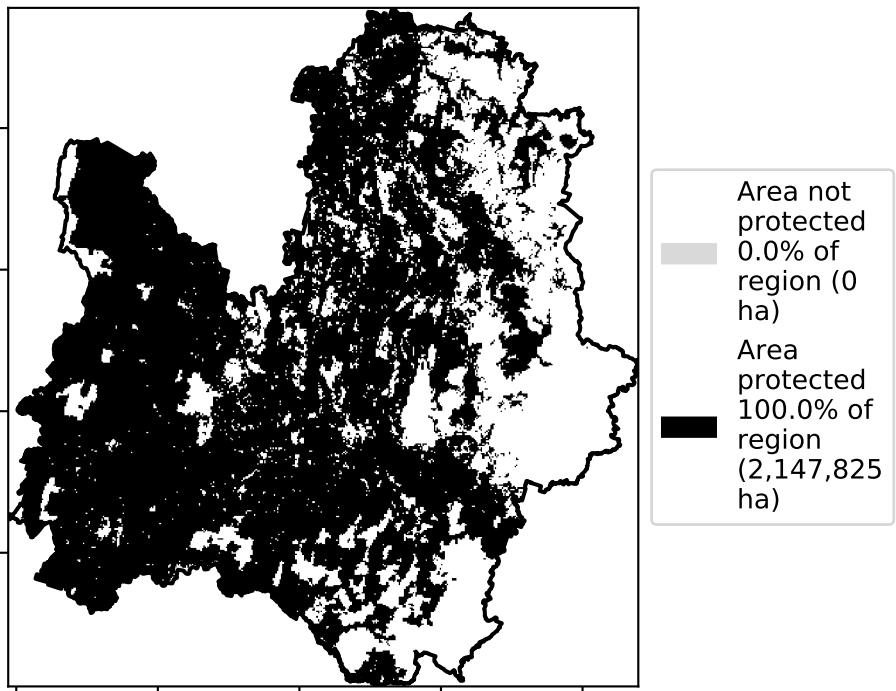 Area not
protected
0.0% of
region (0
ha)
Area
protected
100.0% of
region
(2,147,825
ha)